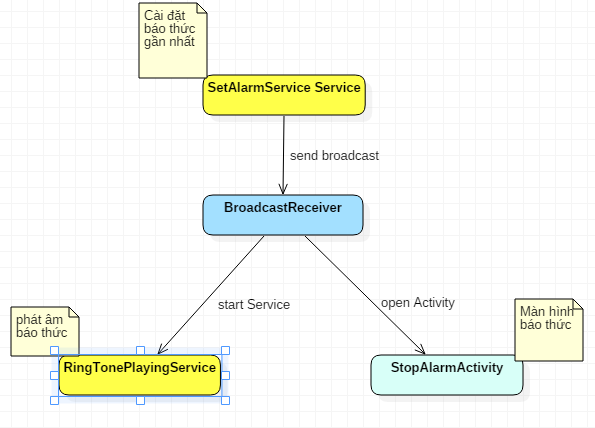 Cài đặt
báo thức
gần nhất
SetAlarmService Service
send broadcast
BroadcastReceiver
start Service
open Activity
phát âm
báo thức
Màn hình
báo thức
RingTonePlayingService
StopAlarmActivity